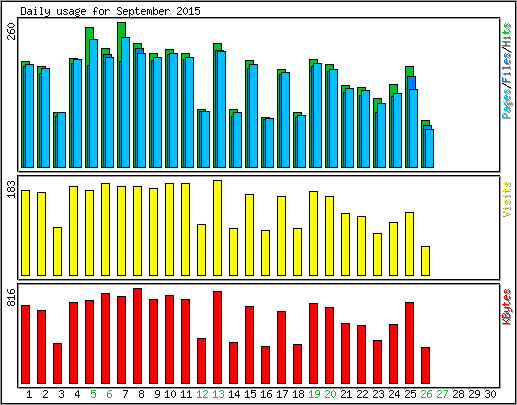 Daily usage for September 2015
260
Pages/Files/Hits
183
Visits
816
KBytes
1 2 3 4 5 6 7 8 9 10 11 12 13 14 15 16 17 18 19 20 21 22 23 24 25 26 27 28 29 30